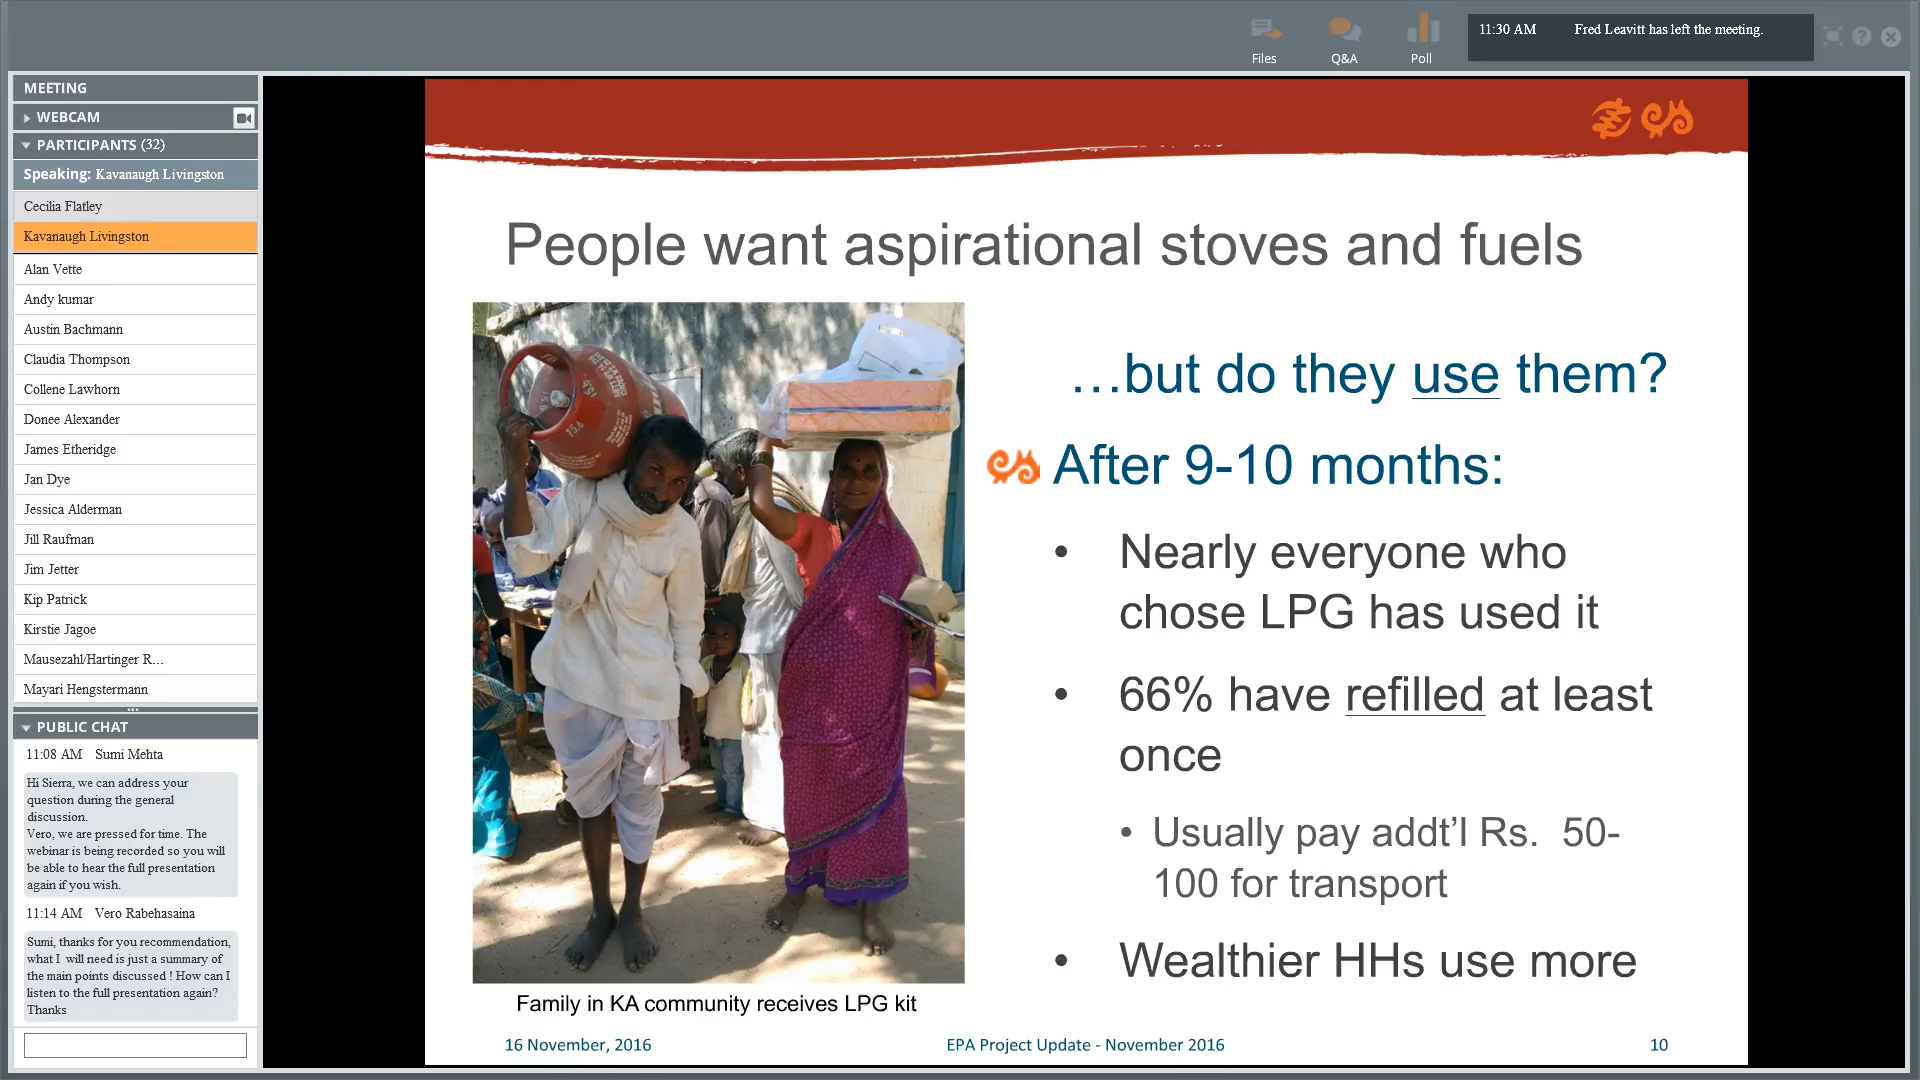 Files
Q&A
Poll
11:30 AM Fred Leavitt has left the meeting.
MEETING
WEBCAM
PARTICIPANTS (32)
Speaking: Kavanaugh Livingston
Cecilia Flatley
Kavanaugh Livingston
Alan Vette
Andy kumar
Austin Bachmann
Claudia Thompson
Collene Lawhorn
Donee Alexander
James Etheridge
Jan Dye
Jessica Alderman
Jill Raufman
Jim Jetter
Kip Patrick
Kirstie Jagoe
Mausezahl/Hartinger R...
Mayari Hengstermann
PUBLIC CHAT
11:08 AM Sumi Mehta
Hi Sierra, we can address your
question during the general
discussion.
Vero, we are pressed for time. The
webinar is being recorded so you will
be able to hear the full presentation
again if you wish.
11:14 AM Vero Rabehasaina
Sumi, thanks for you recommendation,
what I will need is just a summary of
the main points discussed ! How can I
listen to the full presentation again?
Thanks
People want aspirational stoves and fuels
...but do they use them?
After 9-10 months:
• Nearly everyone who
chose LPG has used it
• 66% have refilled at least
once
• Usually pay addt'l Rs. 50-
100 for transport
• Wealthier HHs use more
Family in KA community receives LPG kit
16 November, 2016
EPA Project Update - November 2016
10